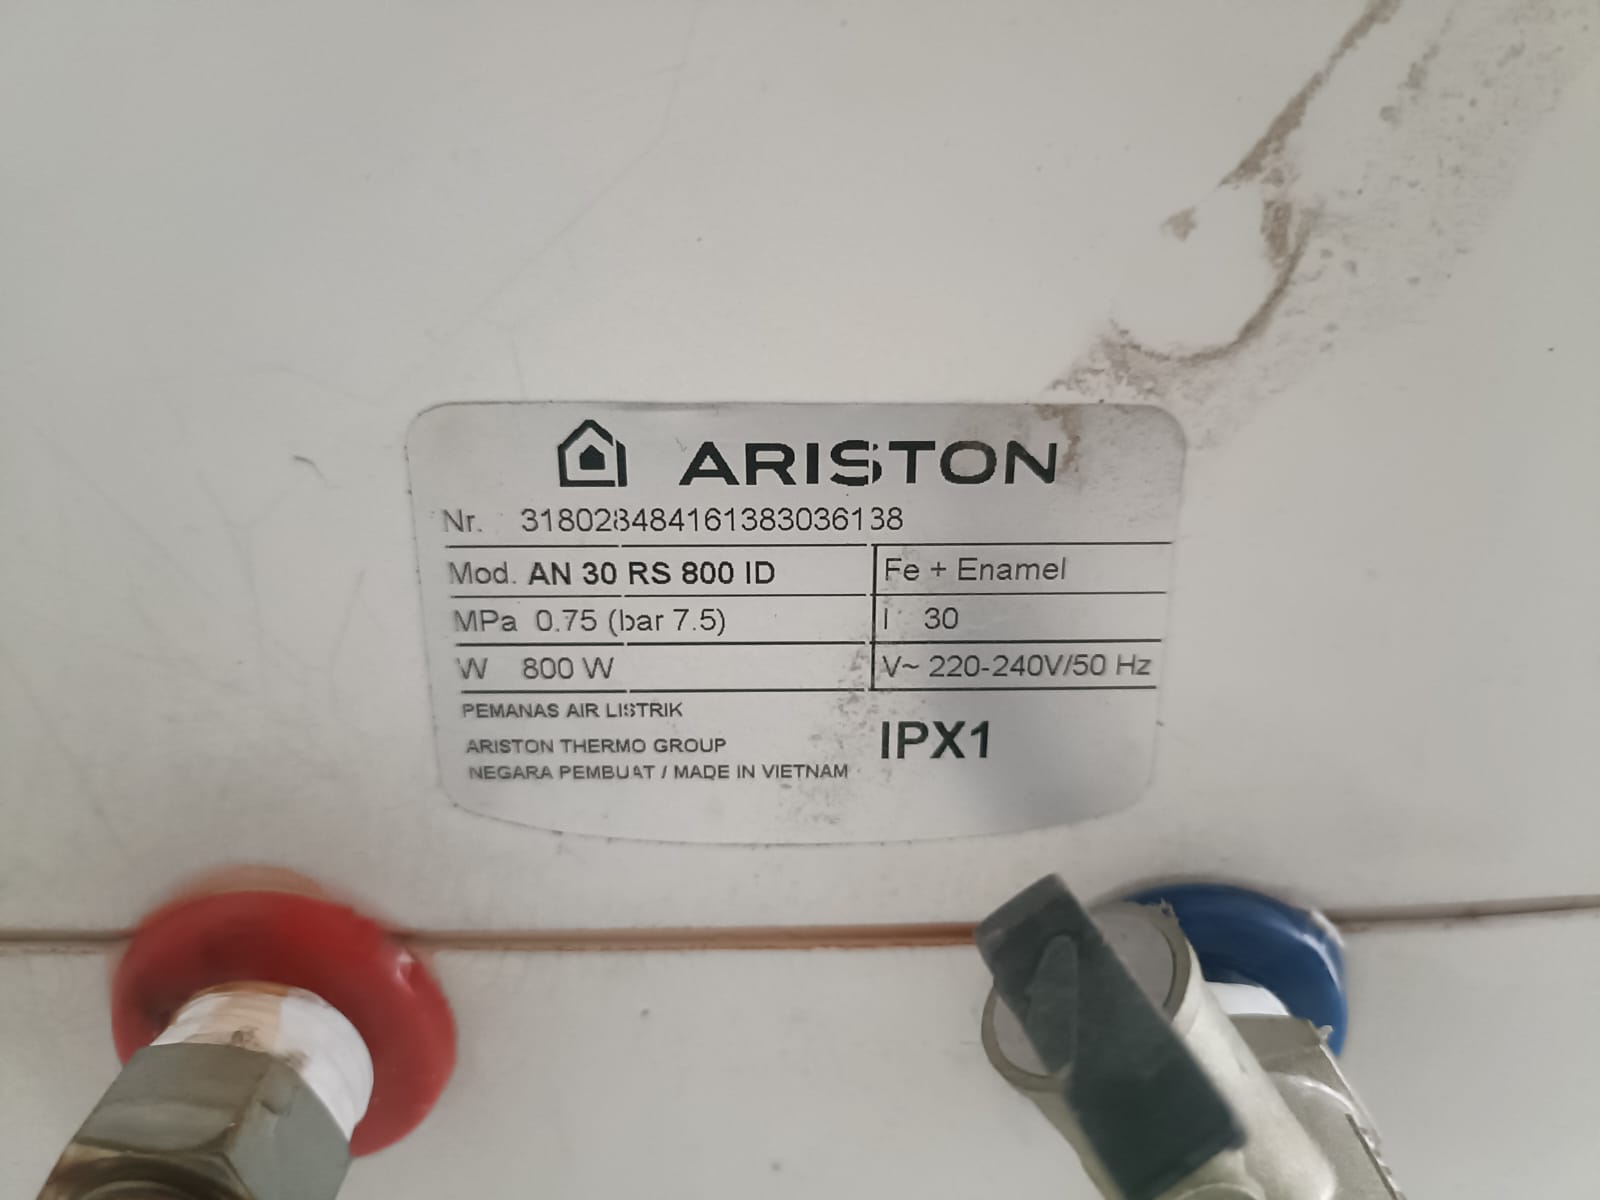 ARISTON
Nr. 31802848416138303613​8
Mod. AN 30 RS 800 ID
Fe + Enamel
MPa 0.75 (bar 7.5)
l 30
W 800 W
V~ 220-240V/50 Hz
PEMANAS AIR LISTRIK
ARISTON THERMO GROUP
IPX1
NEGARA PEMBUAT / MADE IN VIETNAM